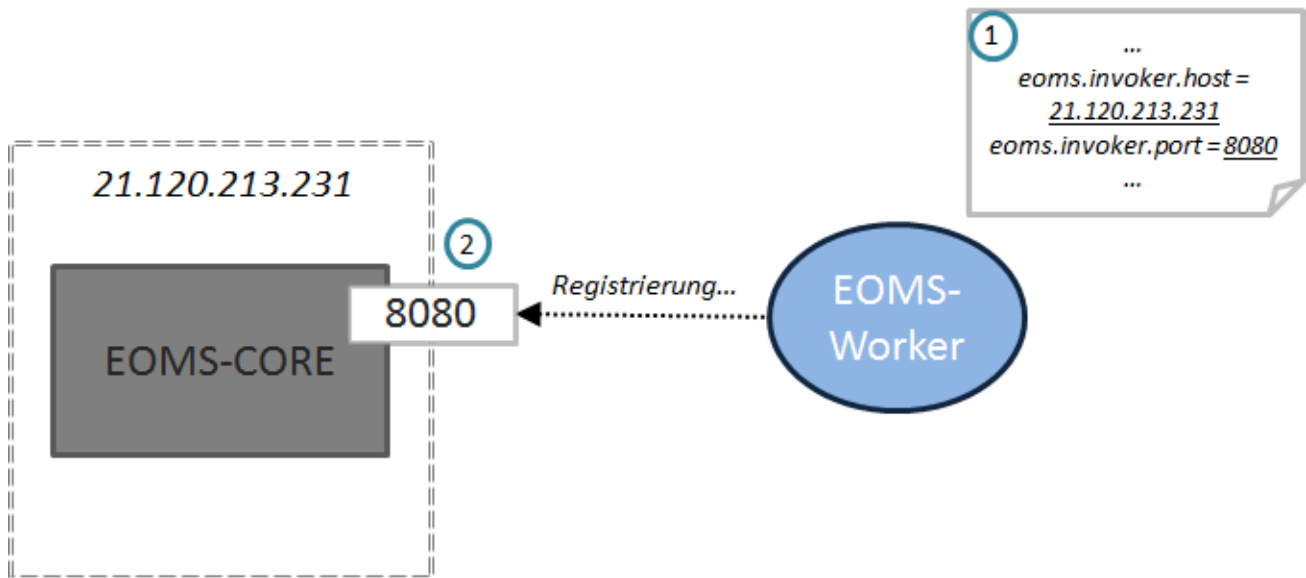 1
...
eoms.invoker.host =
21.120.213.231
eoms.invoker.port = 8080
...
21.120.213.231
2
8080
EOMS-CORE
Registrierung...
EOMS-
Worker